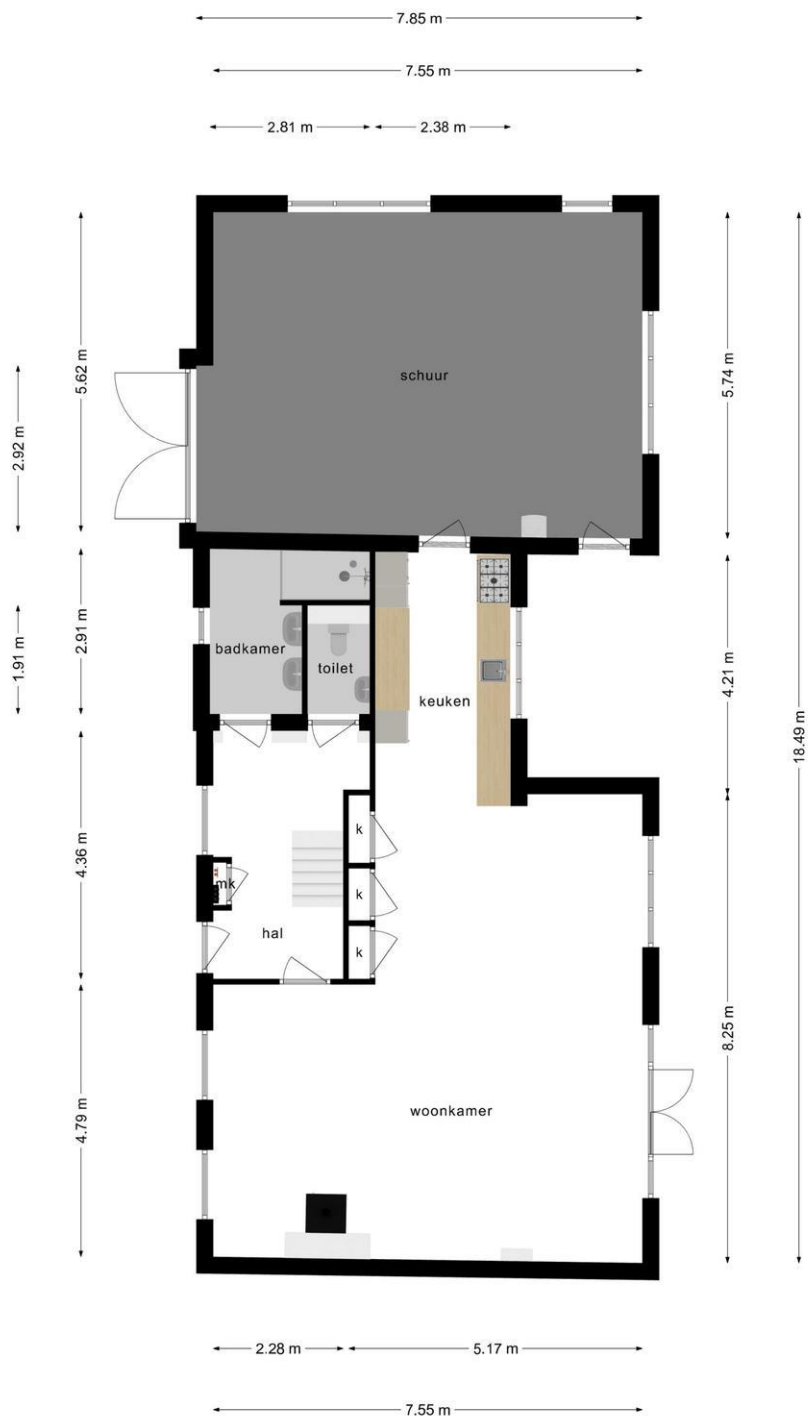 7.85 m
7.55 m
2.81 m
2.38 m
schuur
5.62 m
5.74 m
2.92 m
2.91 m
1.91 m
badkamer
toilet
keuken
4.21 m
18.49 m
4.36 m
k
k
mk
hal
k
8.25 m
woonkamer
4.79 m
2.28 m
5.17 m
7.55 m